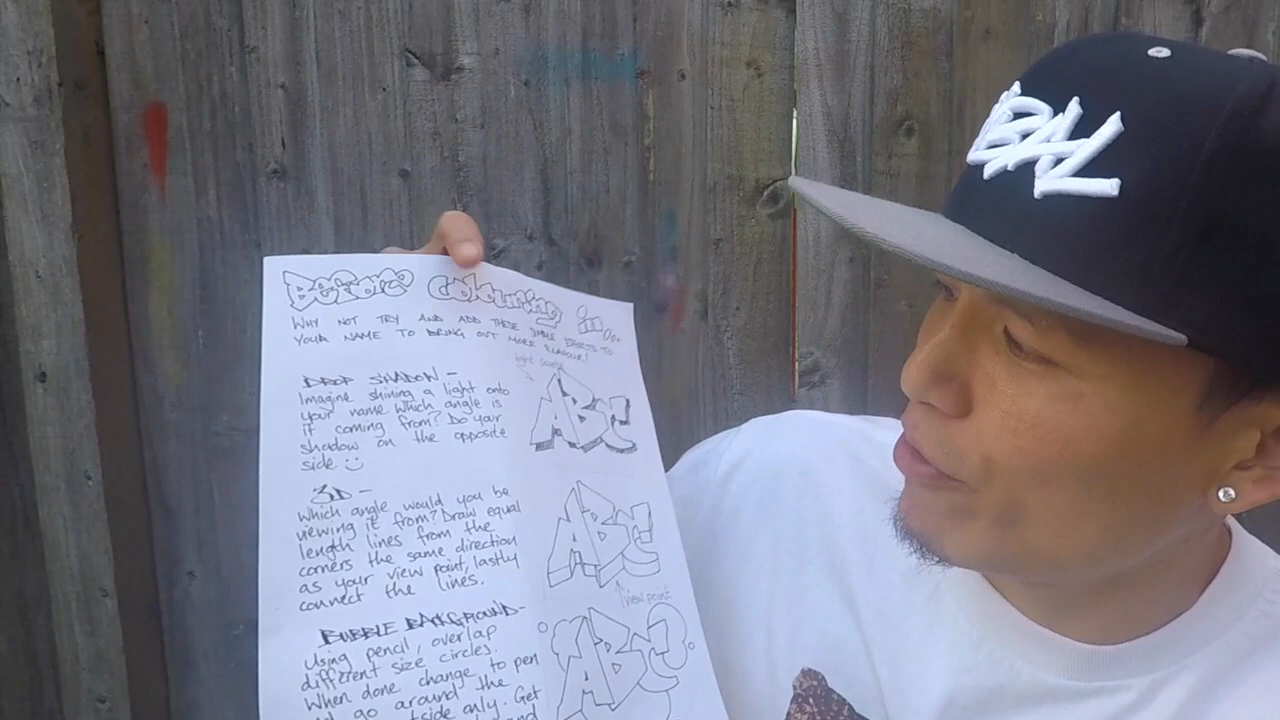 Before Colouring in
WHY NOT TRY AND ADD THESE SIMPLE EFFECTS TO
YOUR NAME TO BRING OUT MORE FLAVOUR!
light source
DROP SHADOW -
Imagine shining a light onto
your name which angle is
it coming from? Do your
shadow on the opposite
side
ABC
3D -
Which angle would you be
viewing it from? Draw equal
length lines from the
corners the same direction
as your view point, lastly
connect the lines.
ABC
view point
BUBBLE BACKGROUND -
Using pencil, overlap
different size circles.
When done change to pen
go around the
outside only. Get
ABC